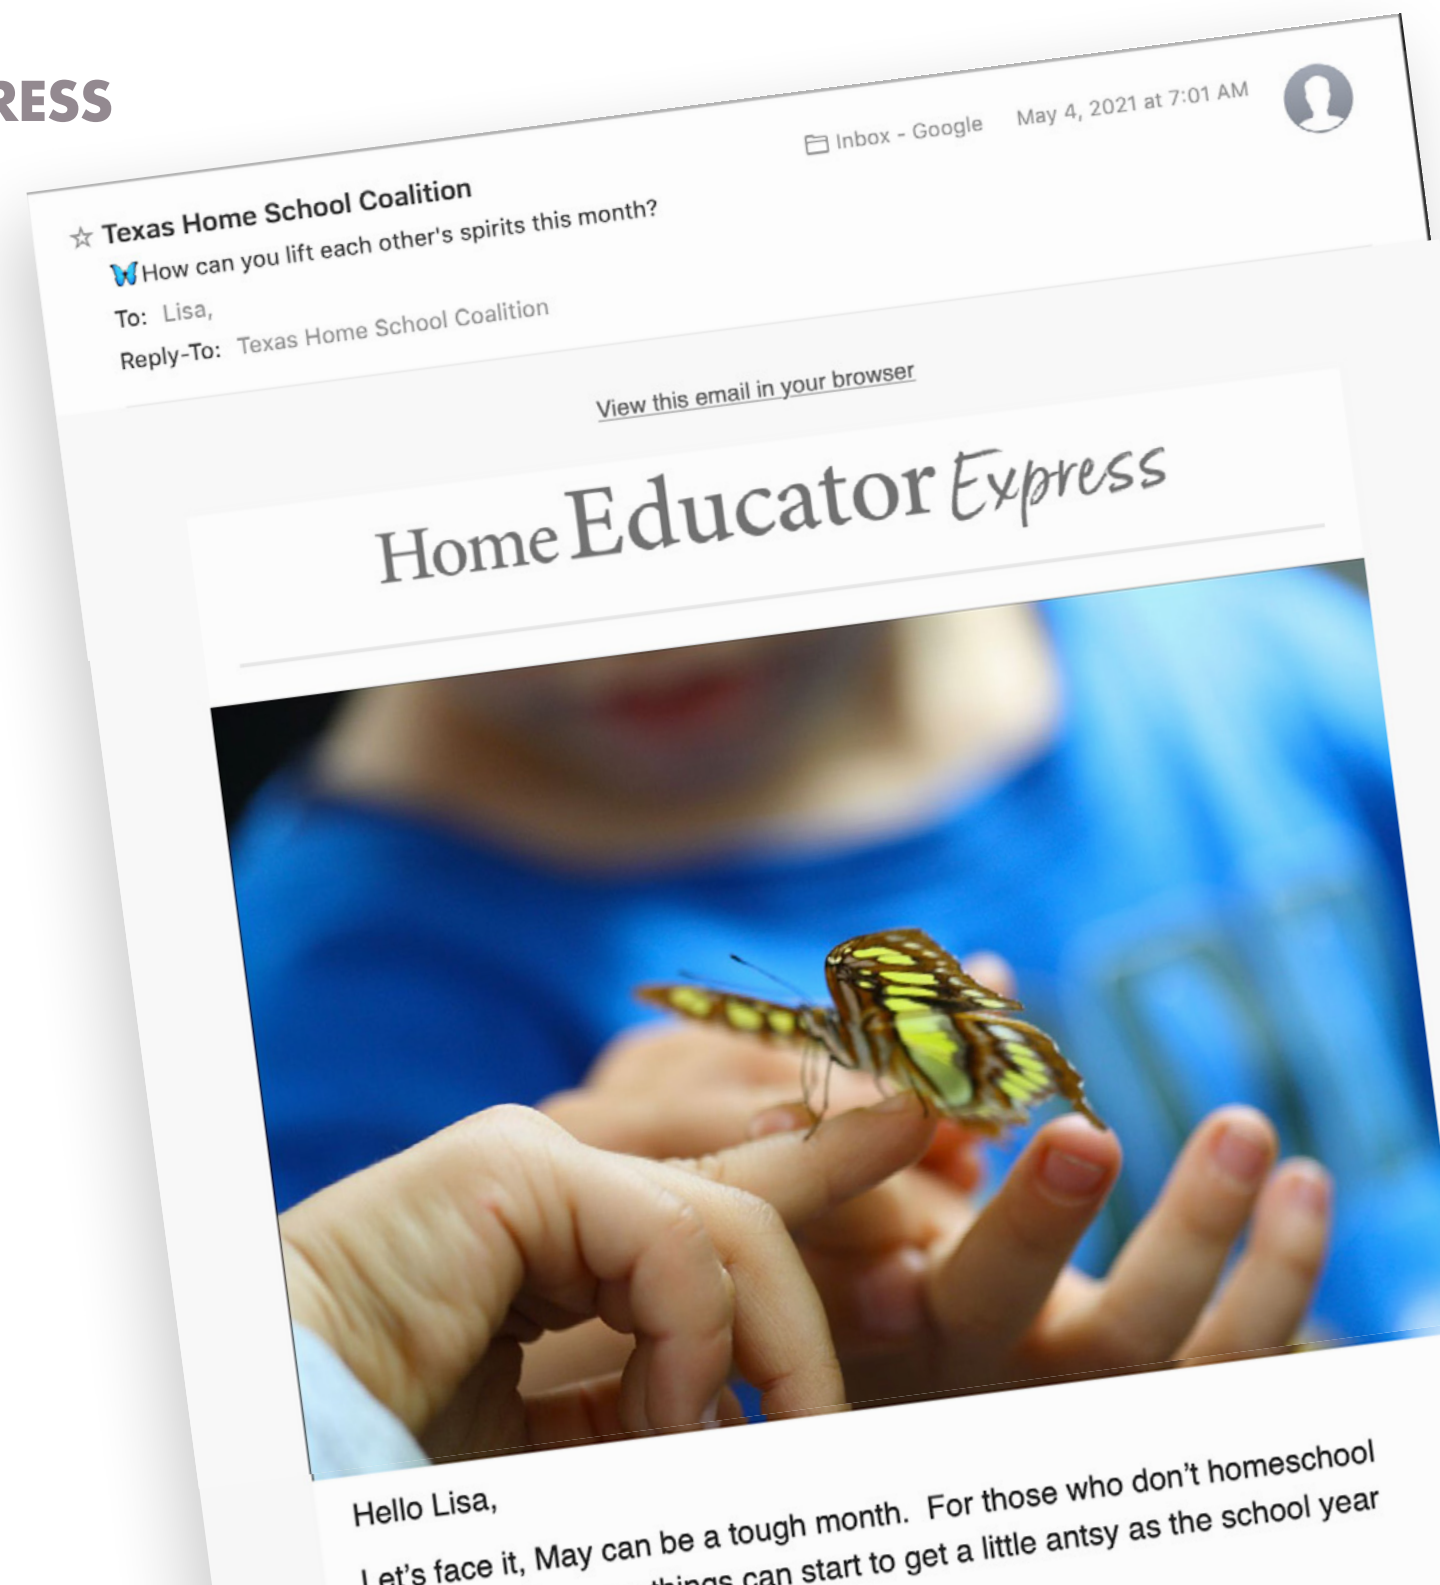 RESS
Inbox - Google May 4, 2021 at 7:01 AM
Texas Home School Coalition
🦋How can you lift each other's spirits this month?
To: Lisa,
Reply-To: Texas Home School Coalition
View this email in your browser
Home Educator Express
Hello Lisa,
Let's face it, May can be a tough month. For those who don't homeschool
things can start to get a little antsy as the school year